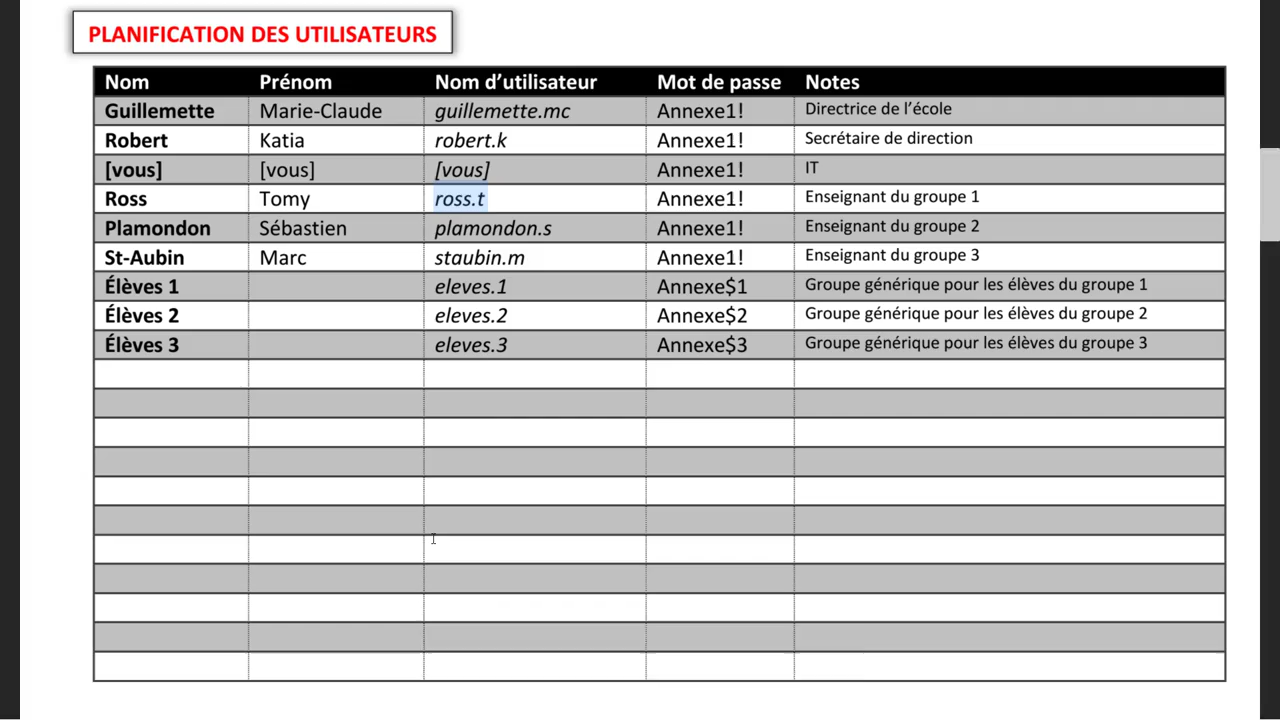 PLANIFICATION DES UTILISATEURS
Nom Prénom Nom d’utilisateur Mot de passe Notes
Guillemette Marie-Claude guillemette.mc Annexe1! Directrice de l’école
Robert Katia robert.k Annexe1! Secrétaire de direction
[vous] [vous] [vous] Annexe1! IT
Ross Tomy ross.t Annexe1! Enseignant du groupe 1
Plamondon Sébastien plamondon.s Annexe1! Enseignant du groupe 2
St-Aubin Marc staubin.m Annexe1! Enseignant du groupe 3
Élèves 1 eleves.1 Annexe$1 Groupe générique pour les élèves du groupe 1
Élèves 2 eleves.2 Annexe$2 Groupe générique pour les élèves du groupe 2
Élèves 3 eleves.3 Annexe$3 Groupe générique pour les élèves du groupe 3